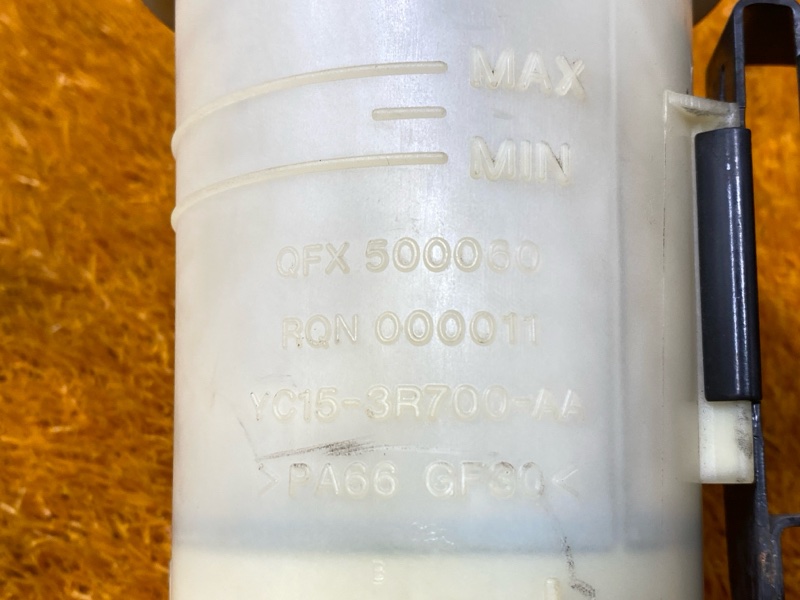 MAX
MIN
QFX 500060
RQN 000011
YC15-3R700-AA
>PA66 GF30<